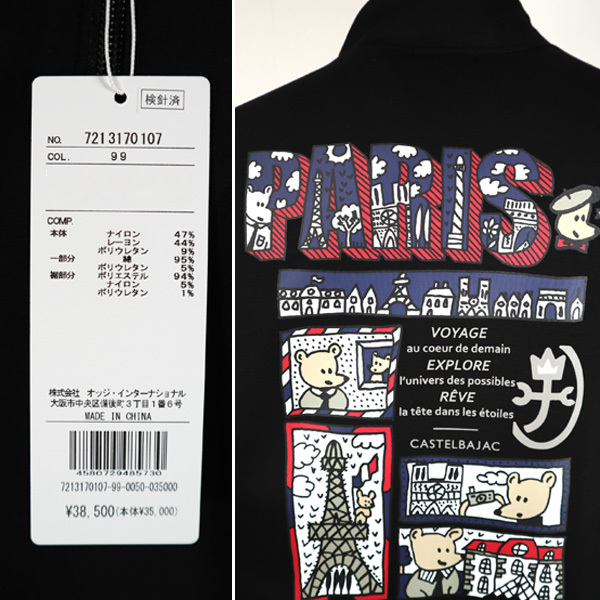 検針済
NO. 7213170107
COL. 99
COMP.
本体 ナイロン 47%
レーヨン 44%
ポリウレタン 9%
一部分 綿 95%
ポリウレタン 5%
裾部分 ポリエステル 94%
ナイロン 5%
ポリウレタン 1%
株式会社 オッジ・インターナショナル
大阪市中央区備後町3丁目1番6号
MADE IN CHINA
4580729485730
7213170107-99-0050-035000
¥38,500(本体¥35,000)
PARIS
VOYAGE
au coeur de demain
EXPLORE
l'univers des possibles
RÊVE
la tête dans les étoiles
CASTELBAJAC